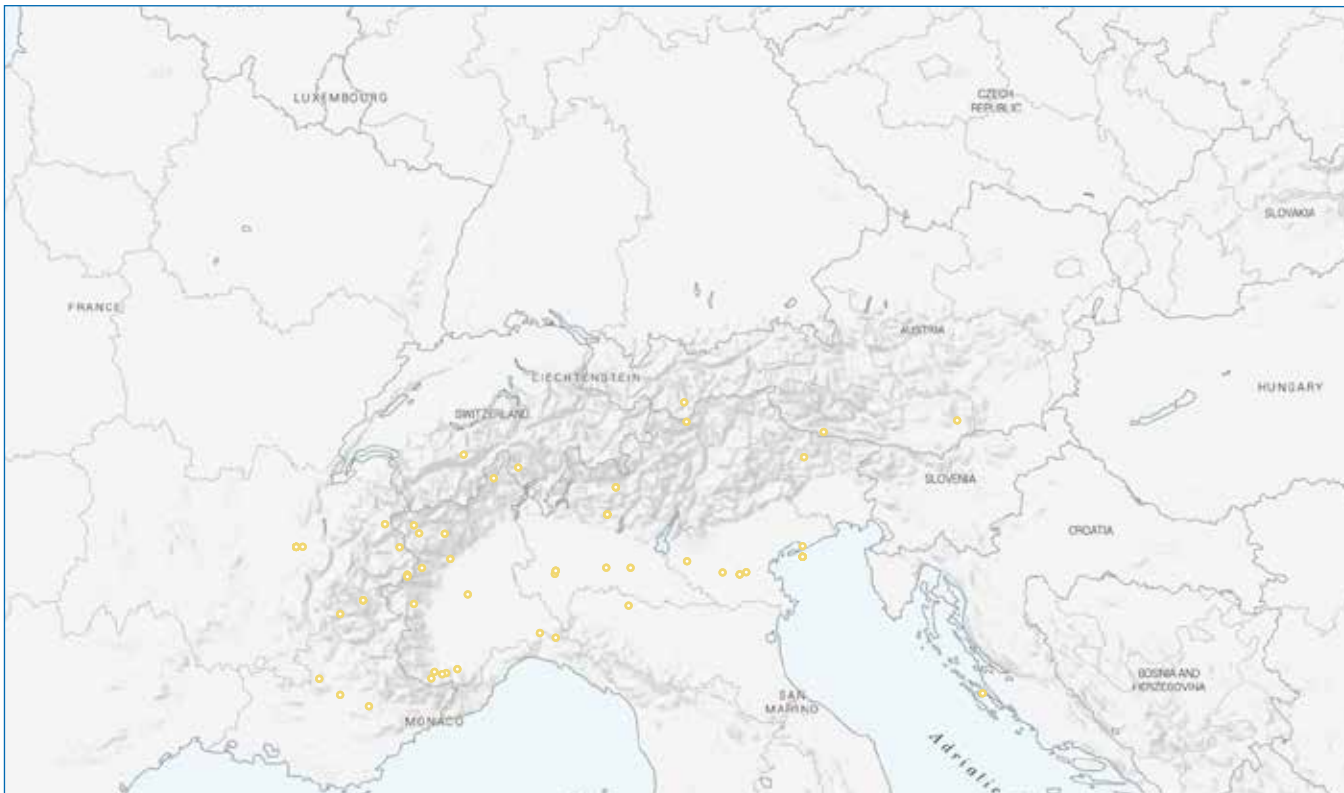 LUXEMBOURG
CZECH
REPUBLIC
SLOVAKIA
FRANCE
AUSTRIA
LIECHTENSTEIN
HUNGARY
SWITZERLAND
SLOVENIA
CROATIA
BOSNIA AND
HERZEGOVINA
SAN
MARINO
MONACO
Adriatic